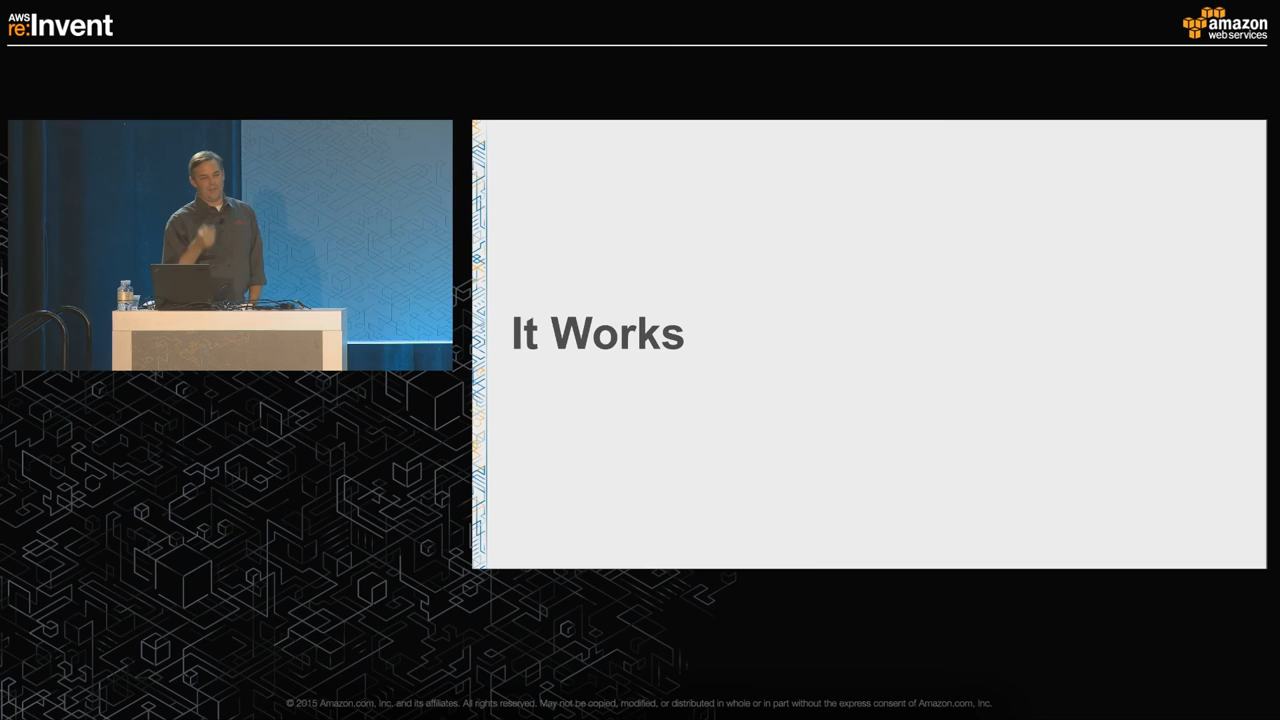 AWS
re:Invent
amazon
web services
It Works
© 2015 Amazon.com, Inc. and its affiliates. All rights reserved. May not be copied, modified, or distributed in whole or in part without the express consent of Amazon.com, Inc.